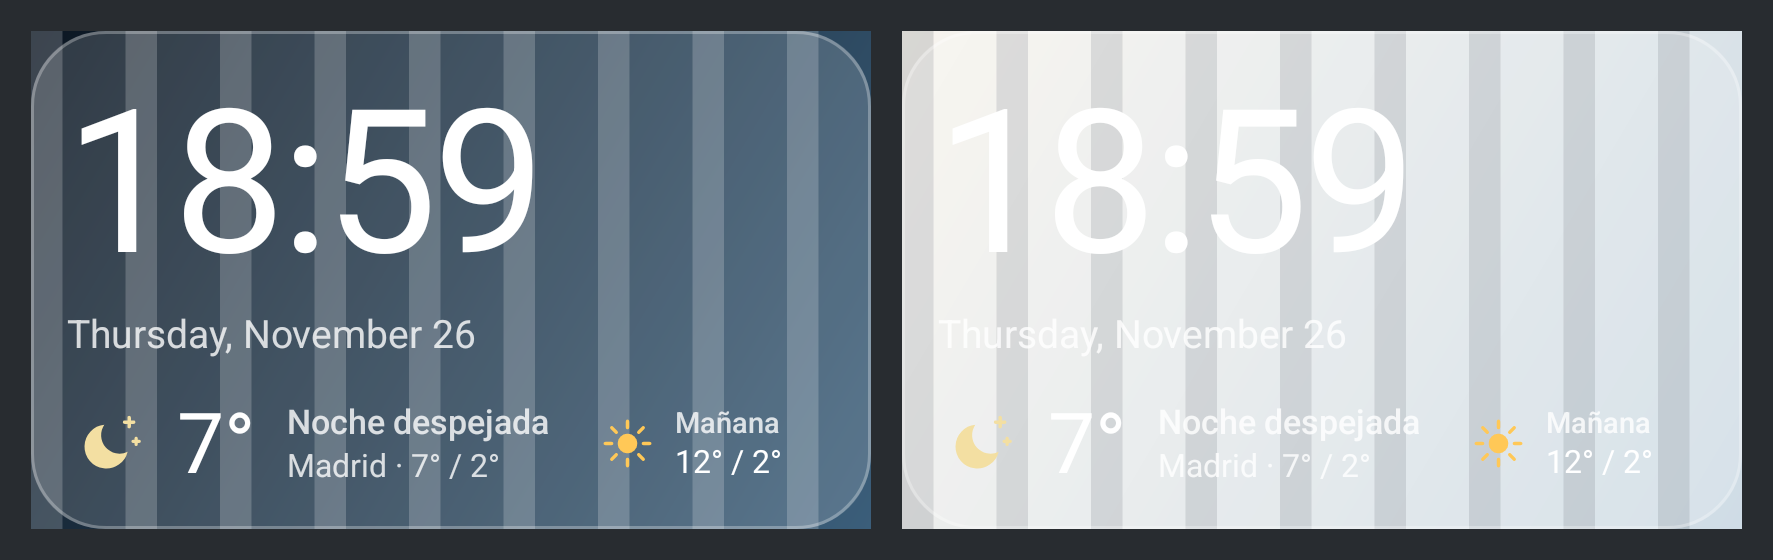 18:59
Thursday, November 26
7°
Noche despejada
Madrid · 7° / 2°
Mañana
12° / 2°
18:59
Thursday, November 26
7°
Noche despejada
Madrid · 7° / 2°
Mañana
12° / 2°